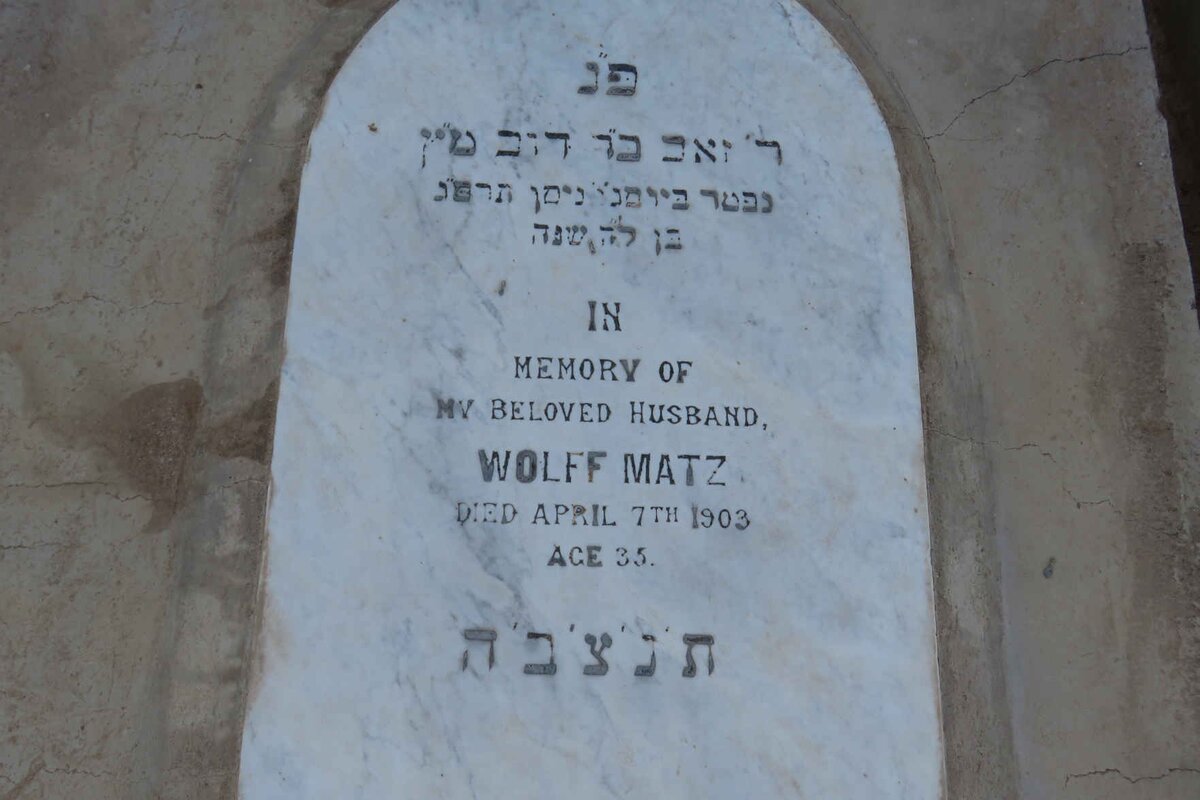 פ"נ
ר' זאב ב"ר דוב מ"ץ
נפטר ביום ג' י' ניסן תרס"ג
בן ל"ה שנה
IN
MEMORY OF
MY BELOVED HUSBAND,
WOLFF MATZ
DIED APRIL 7TH 1903
AGE 35.
ת'נ'צ'ב'ה